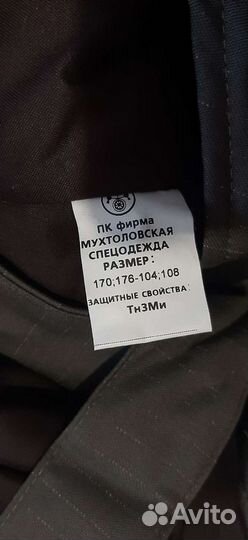 ПК фирма
МУХТОЛОВСКАЯ
СПЕЦОДЕЖДА
РАЗМЕР:
170;176-104;108
ЗАЩИТНЫЕ СВОЙСТВА:
ТнЗМи
Avito